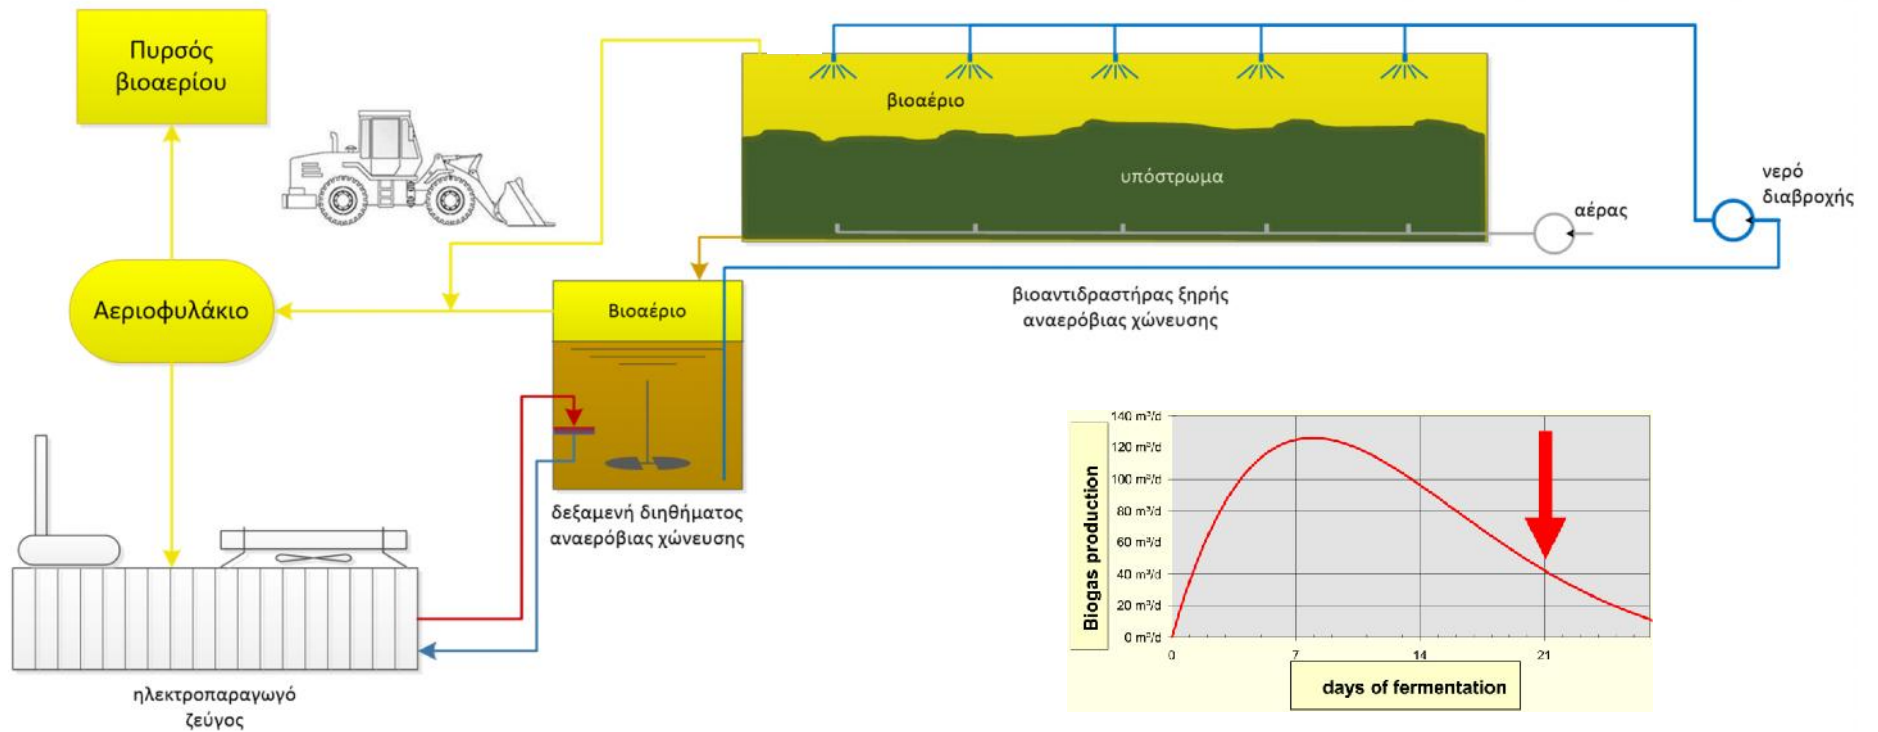 Πυρσός
βιοαερίου
βιοαέριο
υπόστρωμα
νερό
διαβροχής
αέρας
Αεριοφυλάκιο
Βιοαέριο
βιοαντιδραστήρας ξηρής
αναερόβιας χώνευσης
δεξαμενή διηθήματος
αναερόβιας χώνευσης
ηλεκτροπαραγωγό
ζεύγος
Biogas production
140 m³/d
120 m³/d
100 m³/d
80 m³/d
60 m³/d
40 m³/d
20 m³/d
0 m³/d
0 7 14 21
days of fermentation